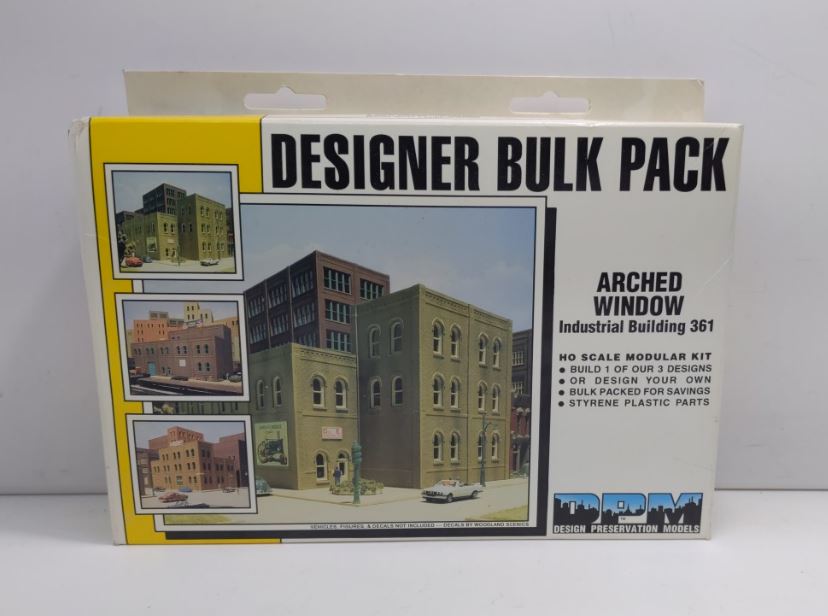 DESIGNER BULK PACK
ARCHED
WINDOW
Industrial Building 361
HO SCALE MODULAR KIT
● BUILD 1 OF OUR 3 DESIGNS
● OR DESIGN YOUR OWN
● BULK PACKED FOR SAVINGS
● STYRENE PLASTIC PARTS
DPM
TM
DESIGN PRESERVATION MODELS
VEHICLES, FIGURES, & DECALS NOT INCLUDED — DECALS BY WOODLAND SCENICS